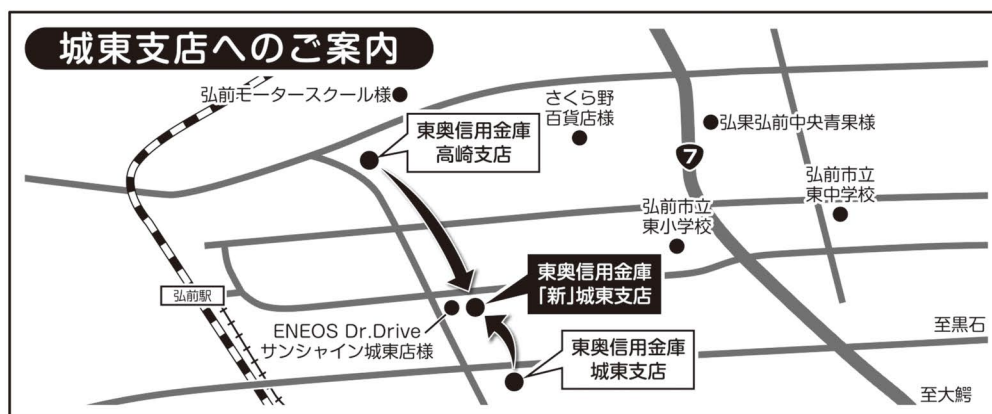 城東支店へのご案内
弘前モータースクール様
東奥信用金庫
高崎支店
さくら野
百貨店様
弘果弘前中央青果様
7
弘前市立
東中学校
弘前市立
東小学校
東奥信用金庫
「新」城東支店
弘前駅
ENEOS Dr.Drive
サンシャイン城東店様
東奥信用金庫
城東支店
至黒石
至大鰐